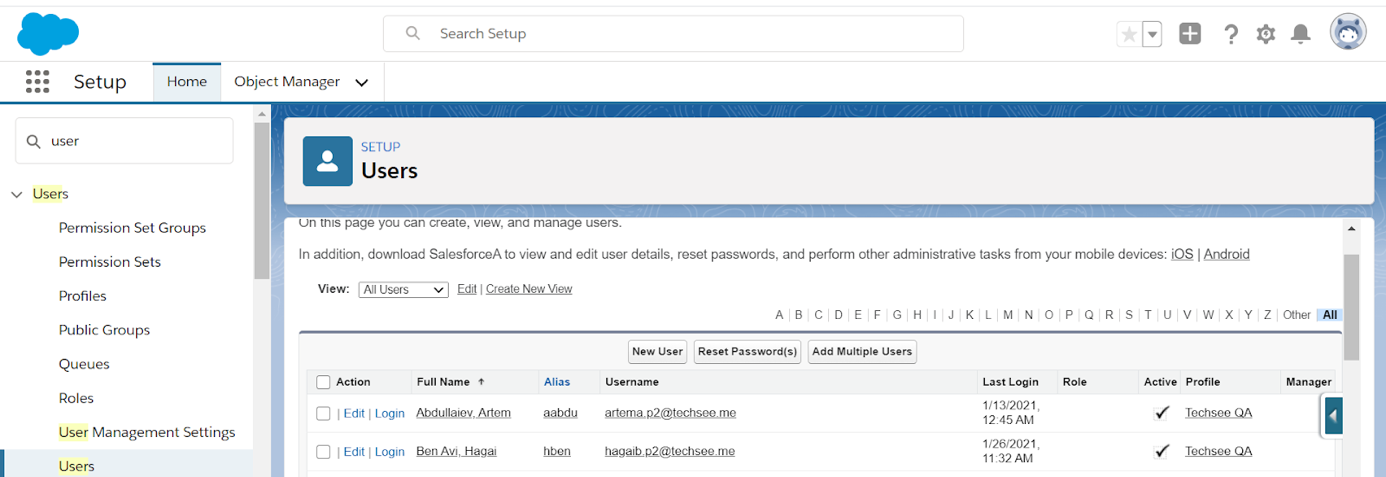 Search Setup
Setup Home Object Manager
user
Users
Permission Set Groups
Permission Sets
Profiles
Public Groups
Queues
Roles
User Management Settings
Users
SETUP
Users
On this page you can create, view, and manage users.
In addition, download SalesforceA to view and edit user details, reset passwords, and perform other administrative tasks from your mobile devices: iOS | Android
View: All Users Edit | Create New View
A | B | C | D | E | F | G | H | I | J | K | L | M | N | O | P | Q | R | S | T | U | V | W | X | Y | Z | Other All
New User Reset Password(s) Add Multiple Users
Action Full Name ↑ Alias Username Last Login Role Active Profile Manager
| Edit | Login Abdullaiev, Artem aabdu artema.p2@techsee.me 1/13/2021, 12:45 AM Techsee QA
| Edit | Login Ben Avi, Hagai hben hagaib.p2@techsee.me 1/26/2021, 11:32 AM Techsee QA